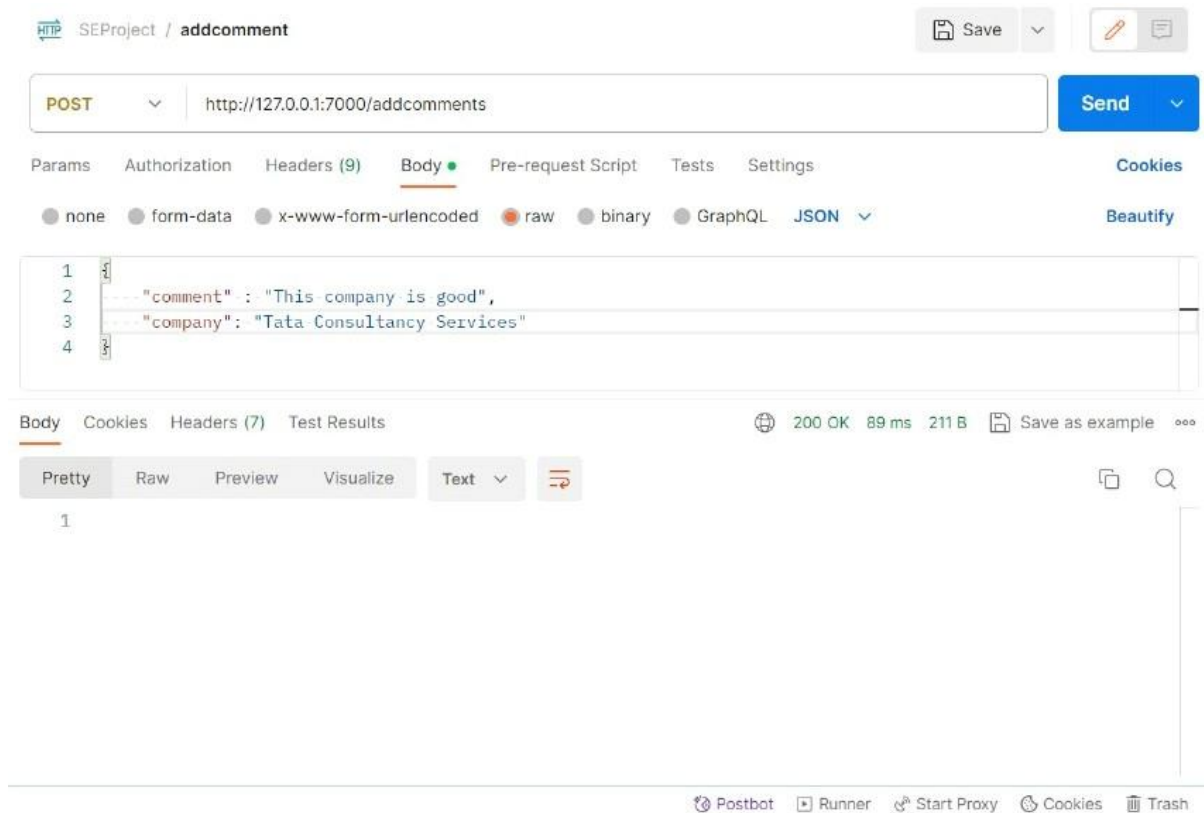 HTTP SEProject / addcomment Save
POST http://127.0.0.1:7000/addcomments Send
Params Authorization Headers (9) Body Pre-request Script Tests Settings Cookies
none form-data x-www-form-urlencoded raw binary GraphQL JSON Beautify
1 {
2 "comment" : "This company is good",
3 "company": "Tata Consultancy Services"
4 }
Body Cookies Headers (7) Test Results 200 OK 89 ms 211 B Save as example
Pretty Raw Preview Visualize Text
1
Postbot Runner Start Proxy Cookies Trash